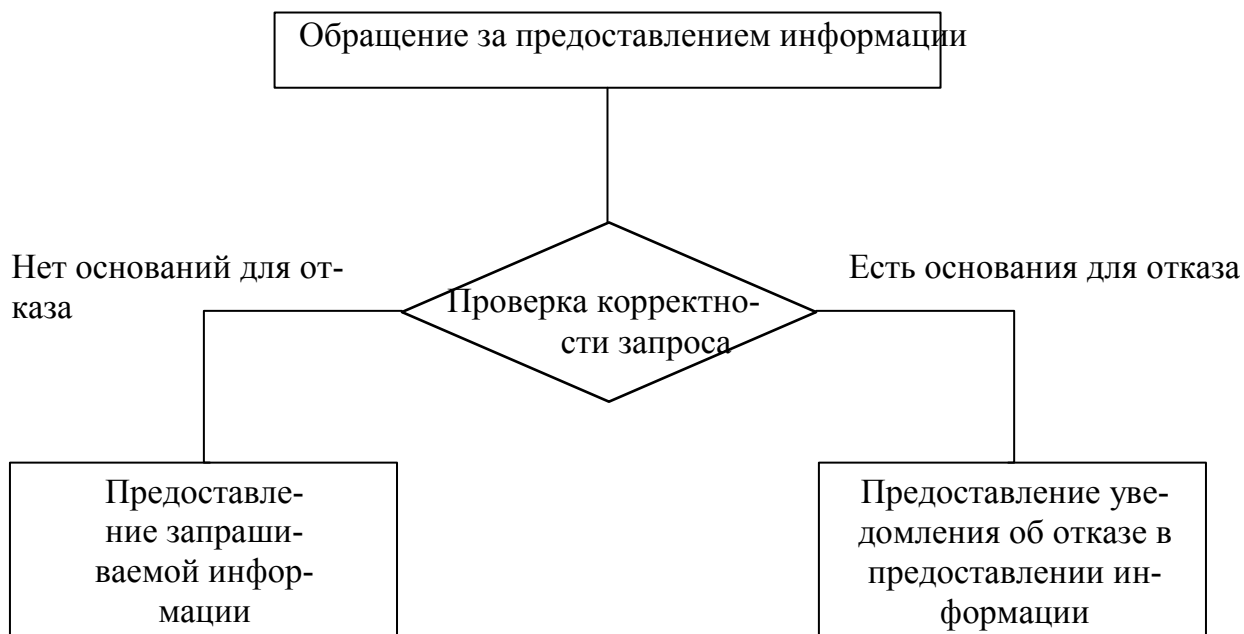 Обращение за предоставлением информации
Нет оснований для от-
каза
Есть основания для отказа
Проверка корректно-
сти запроса
Предоставле-
ние запраши-
ваемой инфор-
мации
Предоставление уве-
домления об отказе в
предоставлении ин-
формации